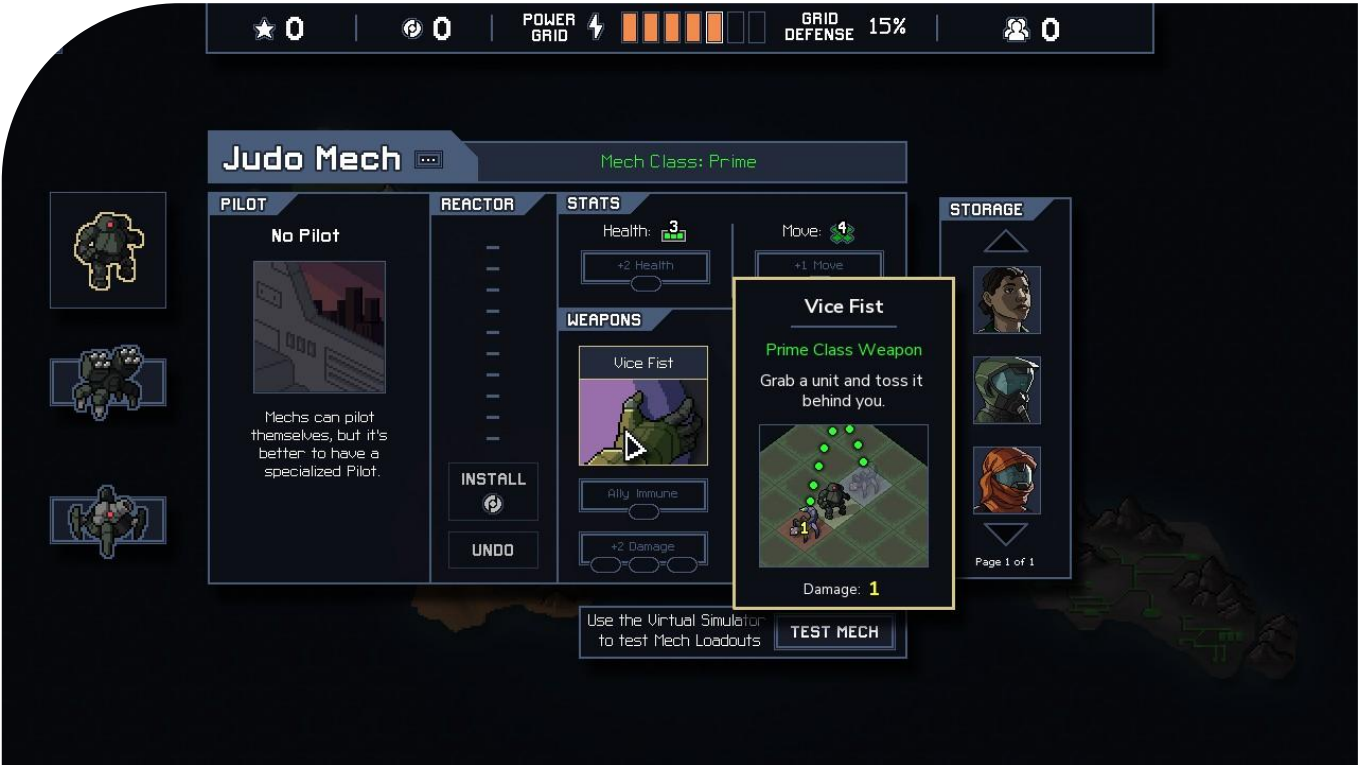 0
0
POWER GRID
GRID DEFENSE 15%
0
Judo Mech
Mech Class: Prime
PILOT
No Pilot
Mechs can pilot
themselves, but it's
better to have a
specialized Pilot.
REACTOR
INSTALL
UNDO
STATS
Health: 3
+2 Health
Move: 4
+1 Move
WEAPONS
Vice Fist
Ally Immune
+2 Damage
Vice Fist
Prime Class Weapon
Grab a unit and toss it
behind you.
1
Damage: 1
STORAGE
Page 1 of 1
Use the Virtual Simulator
to test Mech Loadouts
TEST MECH